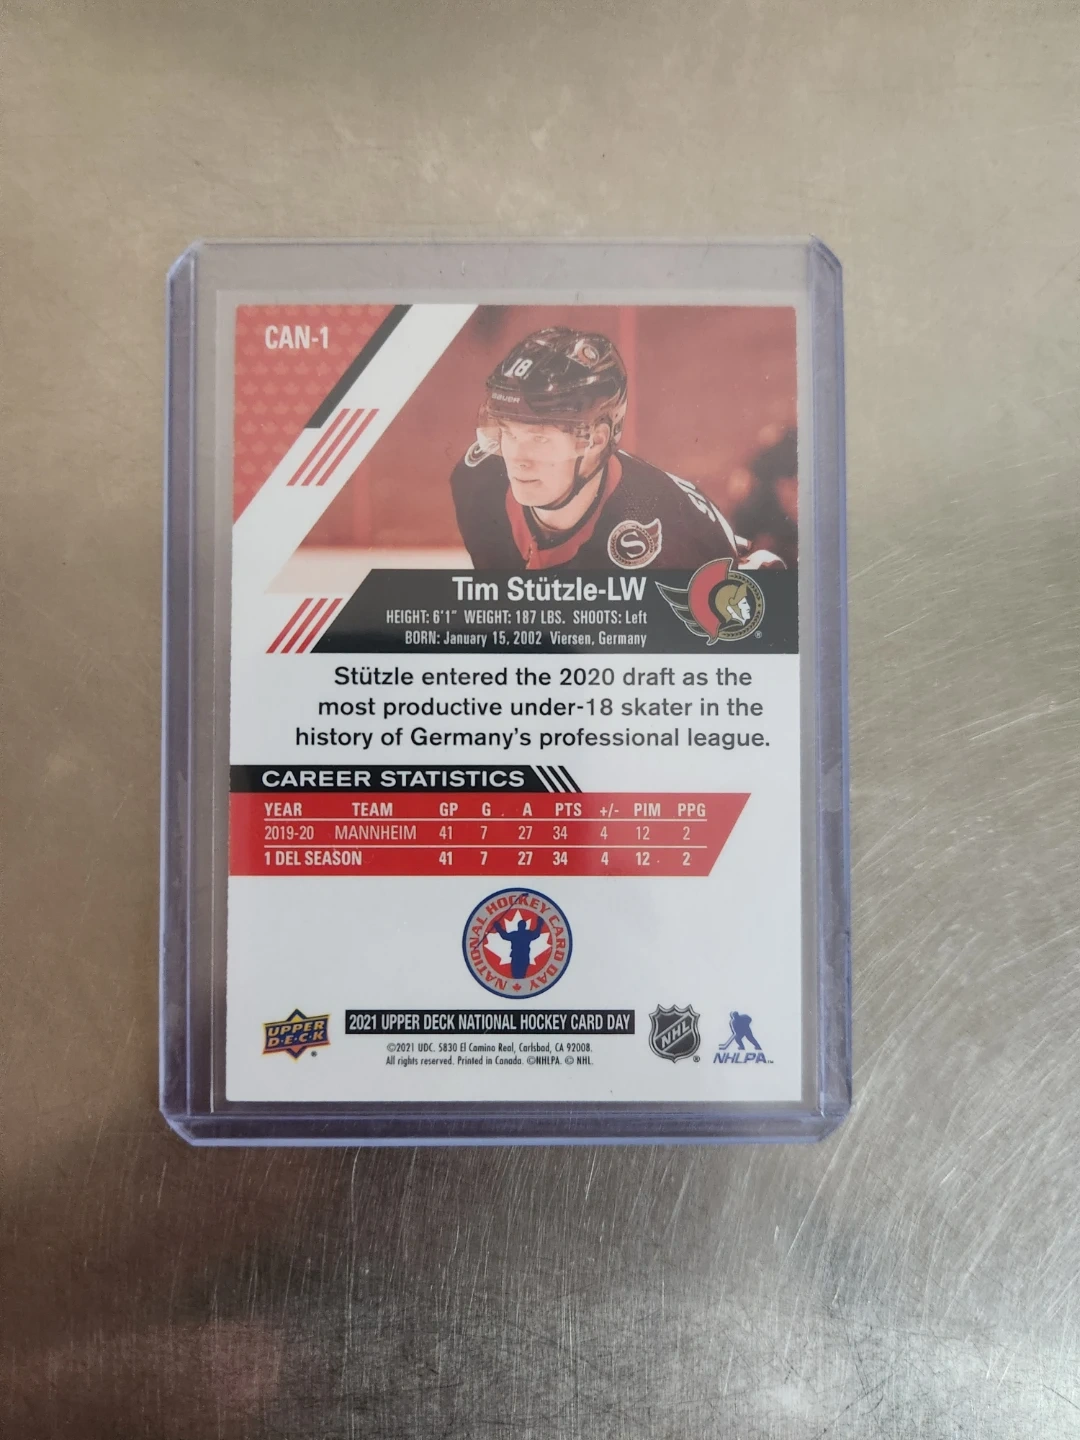 CAN-1
18
BAUER
S
Tim Stützle-LW
HEIGHT: 6'1" WEIGHT: 187 LBS. SHOOTS: Left
BORN: January 15, 2002 Viersen, Germany
Stützle entered the 2020 draft as the
most productive under-18 skater in the
history of Germany's professional league.
CAREER STATISTICS
YEAR TEAM GP G A PTS +/- PIM PPG
2019-20 MANNHEIM 41 7 27 34 4 12 2
1 DEL SEASON 41 7 27 34 4 12 2
NATIONAL HOCKEY CARD DAY
UPPER
D·E·C·K
2021 UPPER DECK NATIONAL HOCKEY CARD DAY
©2021 UDC. 5830 El Camino Real, Carlsbad, CA 92008.
All rights reserved. Printed in Canada. ©NHLPA. © NHL.
NHL
NHLPA